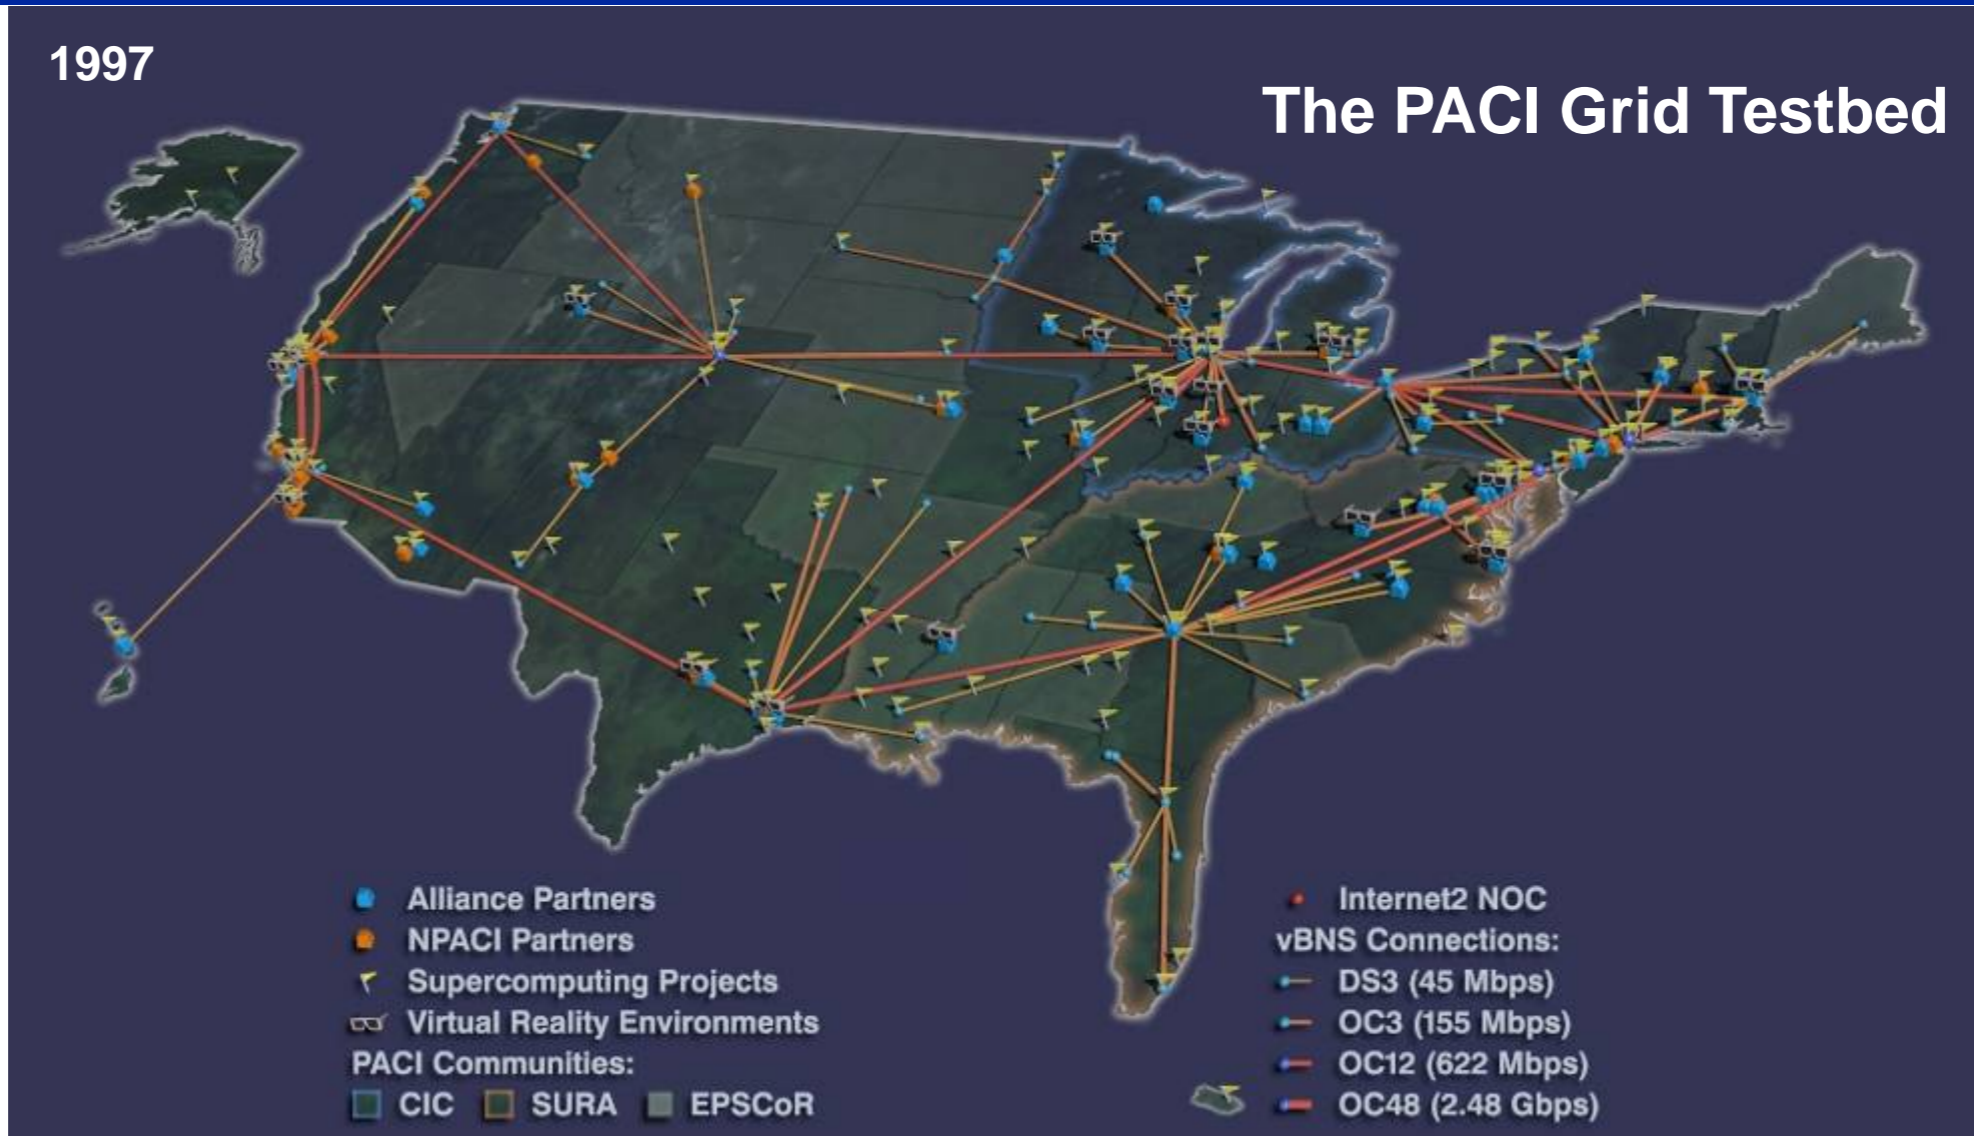 1997
The PACI Grid Testbed
Alliance Partners
NPACI Partners
Supercomputing Projects
Virtual Reality Environments
PACI Communities:
CIC SURA EPSCoR
Internet2 NOC
vBNS Connections:
DS3 (45 Mbps)
OC3 (155 Mbps)
OC12 (622 Mbps)
OC48 (2.48 Gbps)